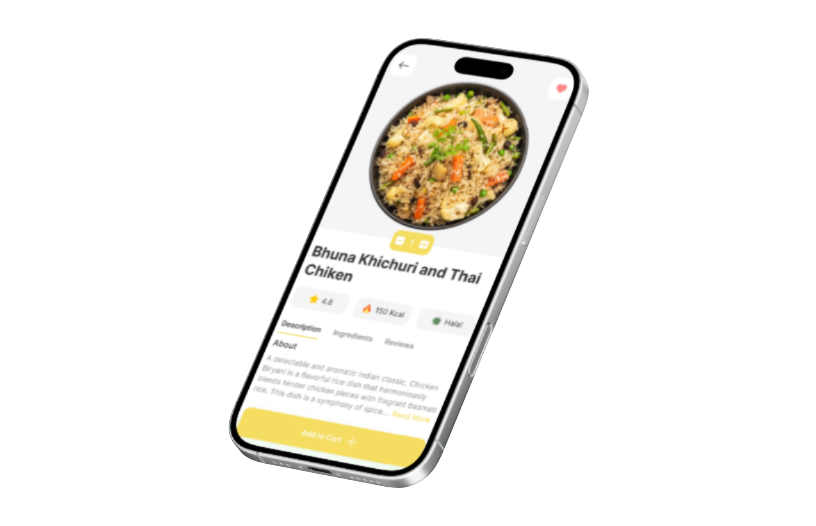 1
Bhuna Khichuri and Thai
Chiken
4.8
150 Kcal
Halal
Description
Ingredients
Reviews
About
A delectable and aromatic Indian classic, Chicken
Biryani is a flavorful rice dish that harmoniously
blends tender chicken pieces with fragrant basmati
rice. This dish is a symphony of spice... Read More
Add to Cart